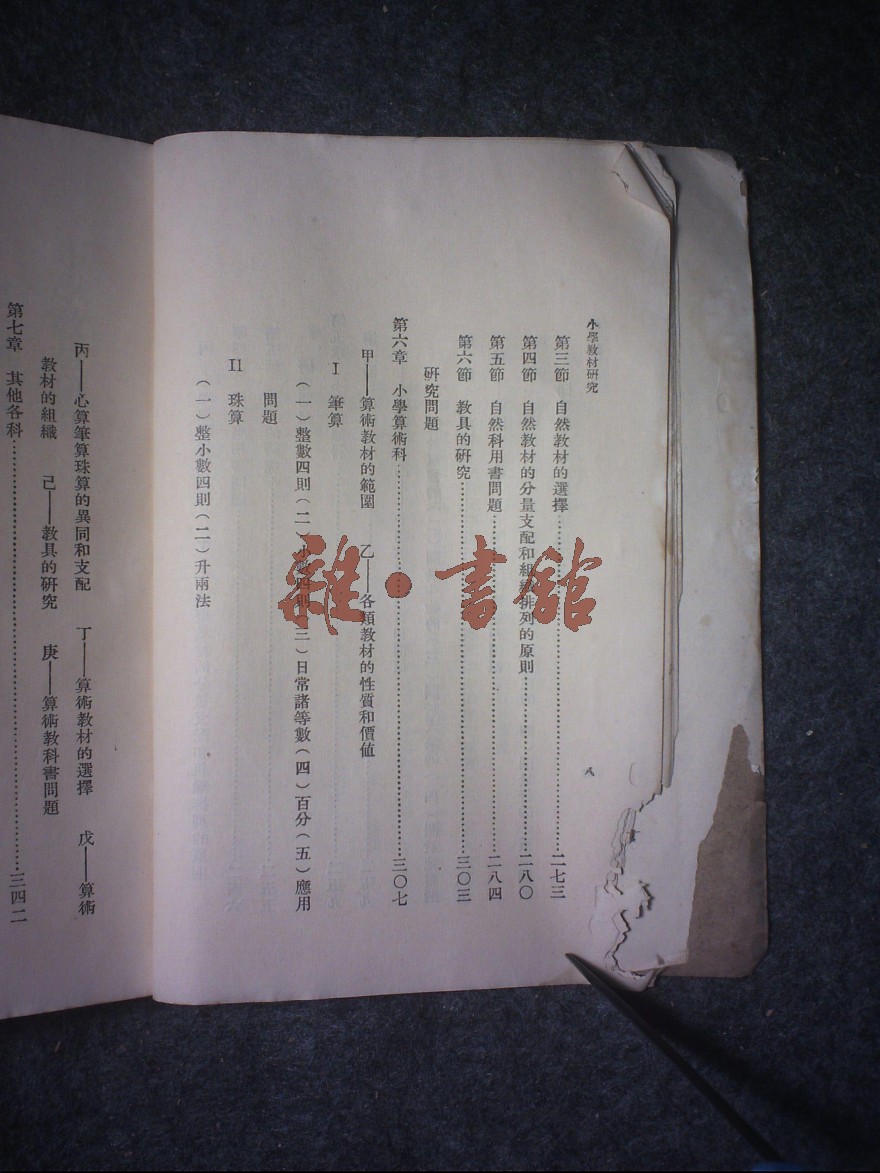 小學教材研究
第三節 自然教材的選擇……二七三
第四節 自然教材的分量支配和組織排列的原則……二八〇
第五節 自然科用書問題……二八四
第六節 教具的研究……三〇三
研究問題
第六章 小學算術科……三〇七
甲——算術教材的範圍 乙——各類教材的性質和價值
I 筆算
(一)整數四則(二)小數四則(三)日常諸等數(四)百分(五)應用
問題
II 珠算
(一)整小數四則(二)升兩法
八
丙——心算筆算珠算的異同和支配 丁——算術教材的選擇 戊——算術
教材的組織 己——教具的研究 庚——算術教科書問題
第七章 其他各科……三四二
雜·書館